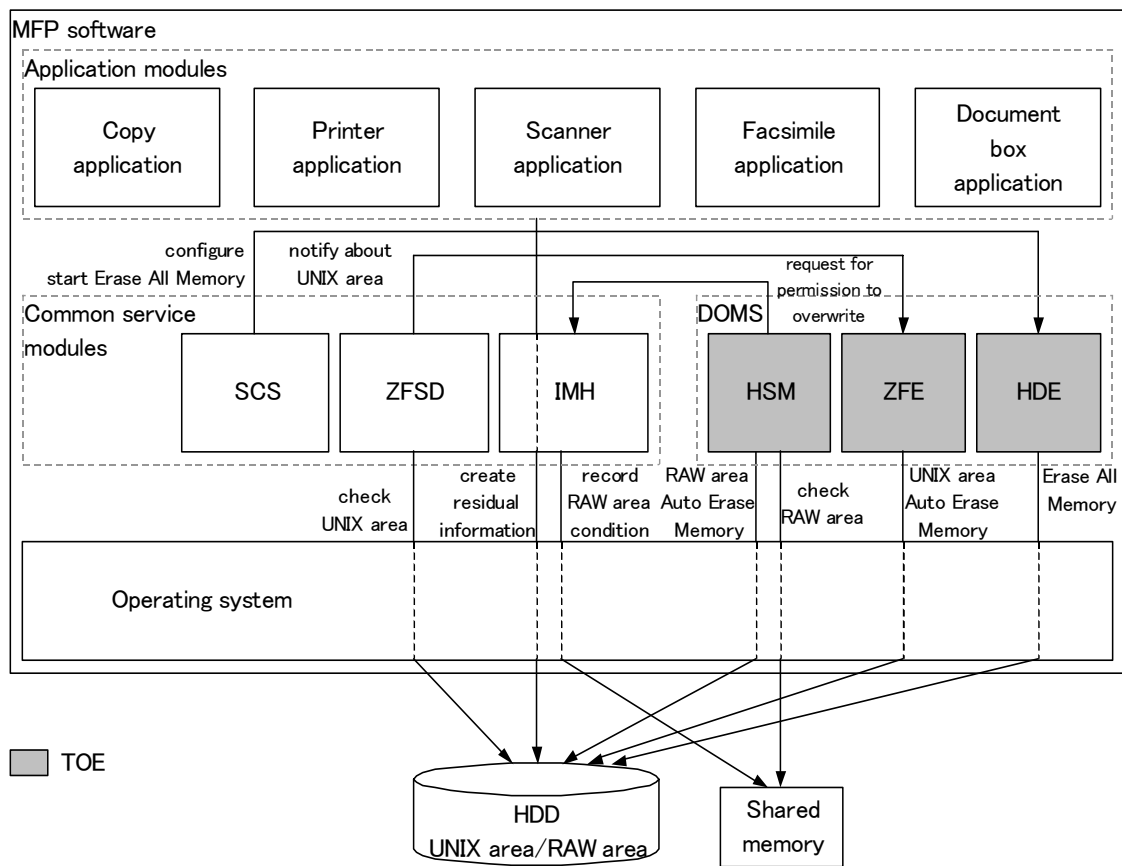 MFP software
Application modules
Copy
application
Printer
application
Scanner
application
Facsimile
application
Document
box
application
configure
start Erase All Memory
notify about
UNIX area
request for
permission to
overwrite
Common service
modules
DOMS
SCS
ZFSD
IMH
HSM
ZFE
HDE
check
UNIX area
create
residual
information
record
RAW area
condition
RAW area
Auto Erase
Memory
check
RAW area
UNIX area
Auto Erase
Memory
Erase All
Memory
Operating system
TOE
HDD
UNIX area/RAW area
Shared
memory